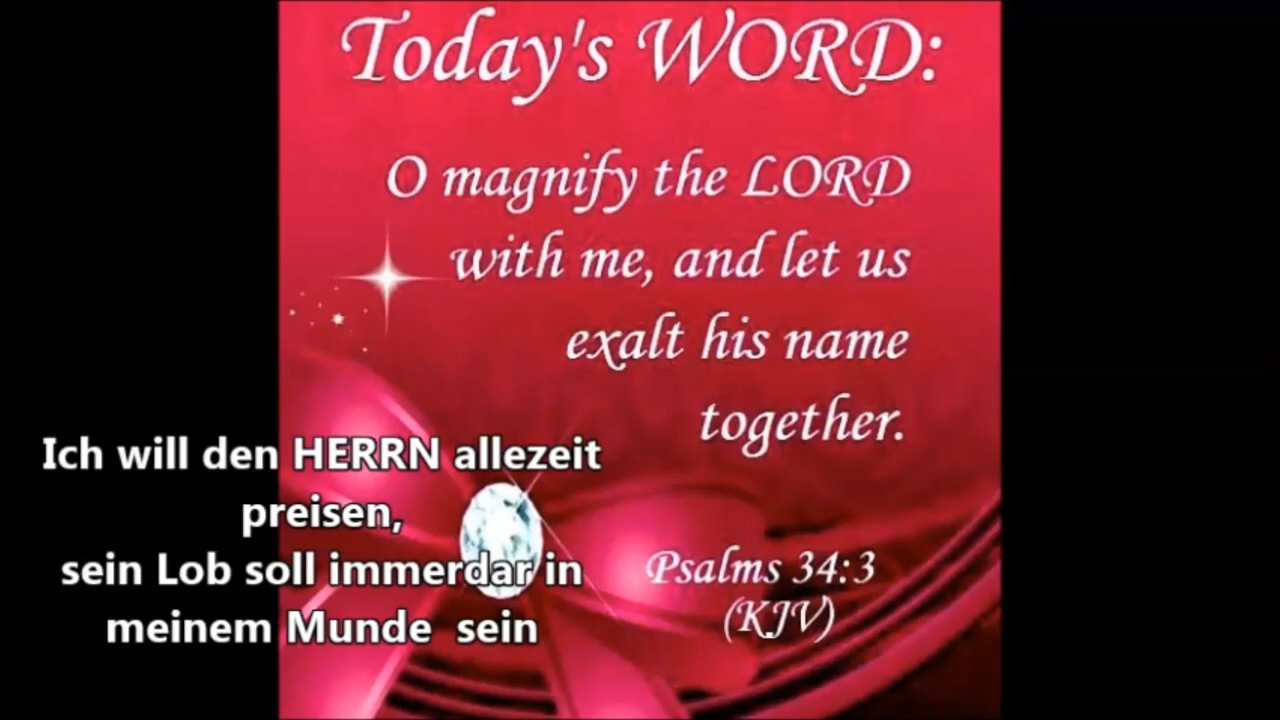 Today's WORD:
O magnify the LORD
with me, and let us
exalt his name
together.
Psalms 34:3
(KJV)
Ich will den HERRN allezeit
preisen,
sein Lob soll immerdar in
meinem Munde sein